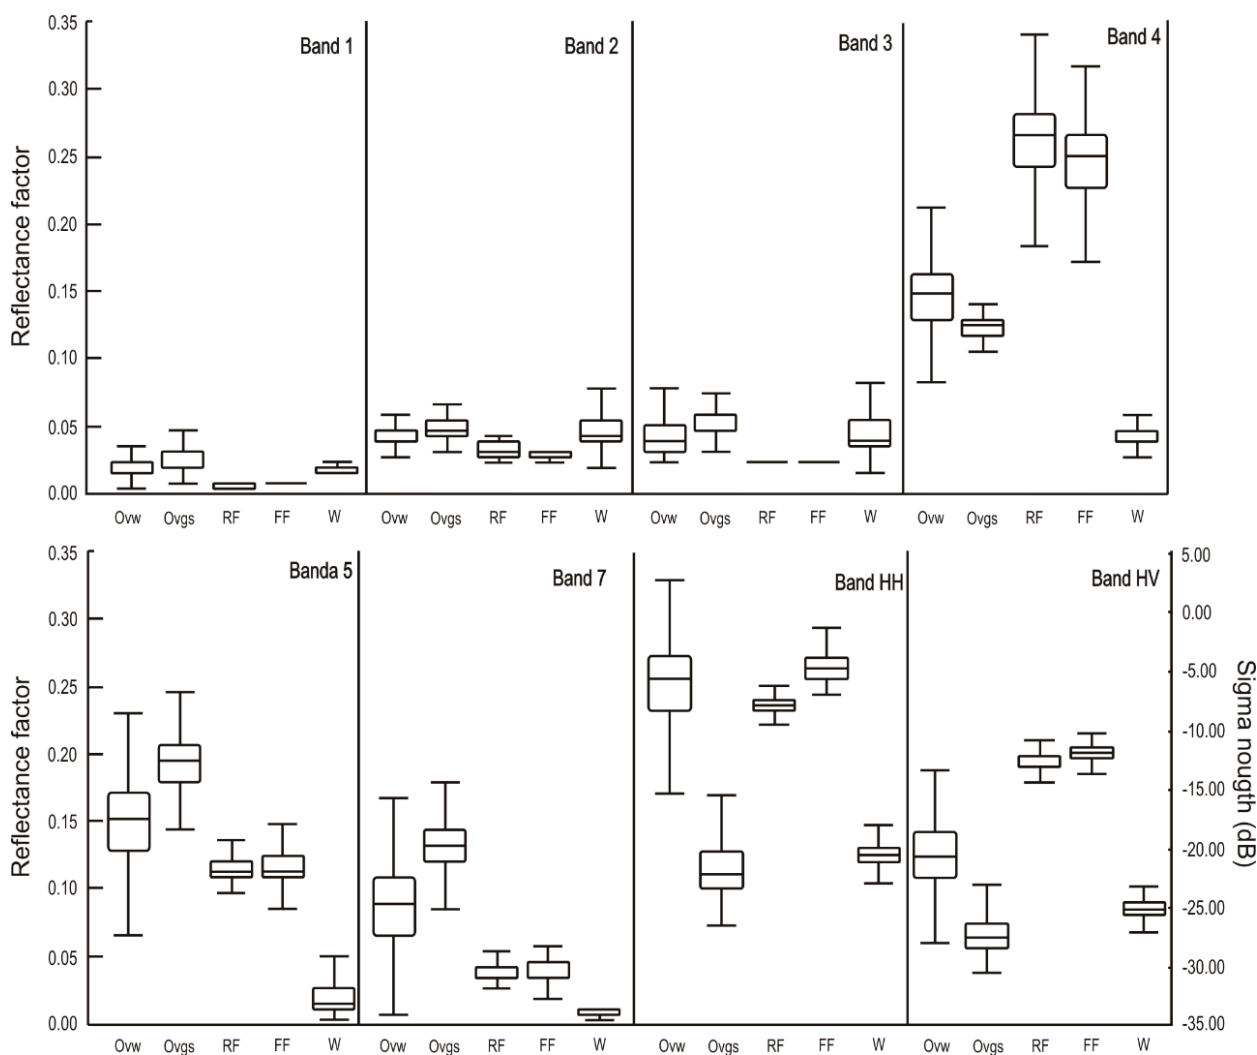 Reflectance factor
0.35
0.30
0.25
0.20
0.15
0.10
0.05
0.00
Band 1
Band 2
Band 3
Band 4
Ovw Ovgs RF FF W
Ovw Ovgs RF FF W
Ovw Ovgs RF FF W
Ovw Ovgs RF FF W
Reflectance factor
0.35
0.30
0.25
0.20
0.15
0.10
0.05
0.00
Banda 5
Band 7
Band HH
Band HV
5.00
0.00
-5.00
-10.00
-15.00
-20.00
-25.00
-30.00
-35.00
Sigma nougth (dB)
Ovw Ovgs RF FF W
Ovw Ovgs RF FF W
Ovw Ovgs RF FF W
Ovw Ovgs RF FF W